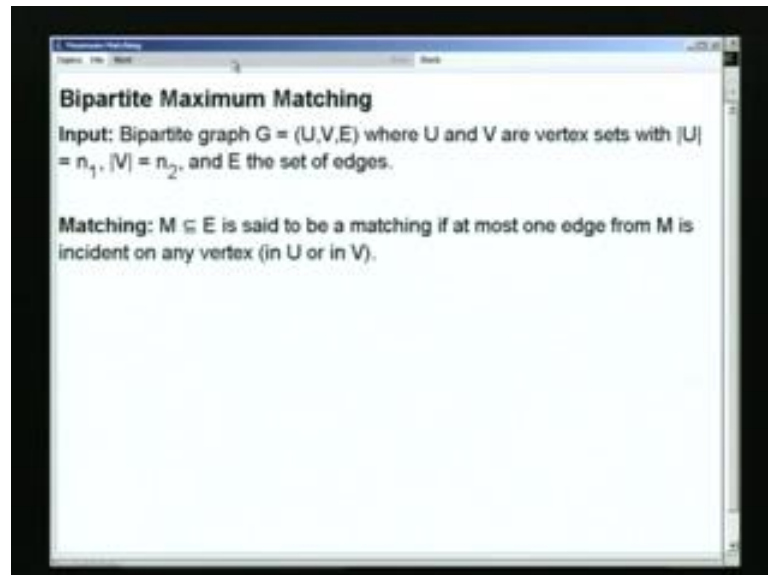 Bipartite Maximum Matching
Input: Bipartite graph G = (U,V,E) where U and V are vertex sets with |U|
= n₁, |V| = n₂, and E the set of edges.
Matching: M ⊆ E is said to be a matching if at most one edge from M is
incident on any vertex (in U or in V).